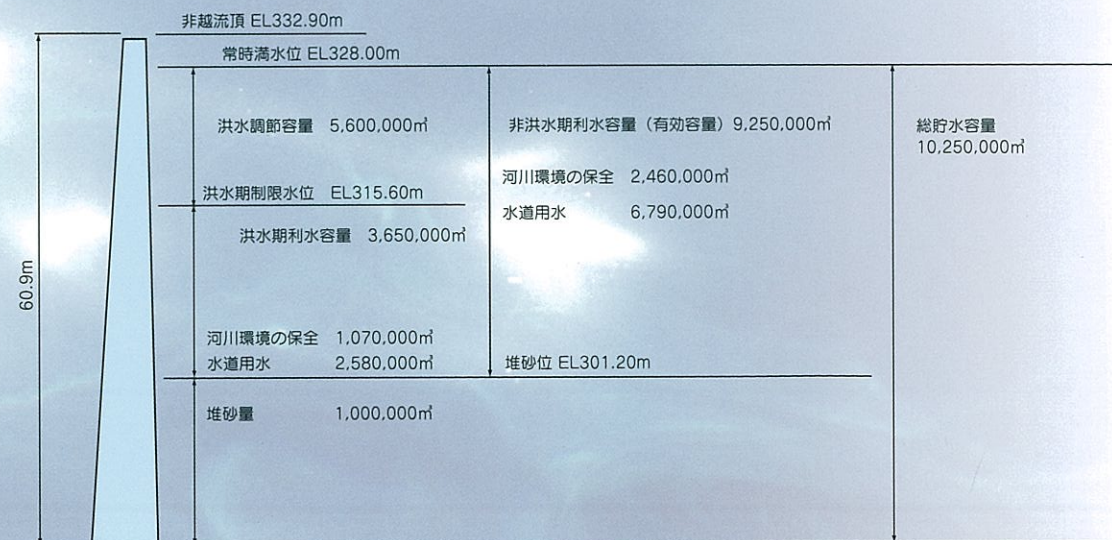 非越流頂 EL332.90m
常時満水位 EL328.00m
洪水調節容量 5,600,000㎥
非洪水期利水容量（有効容量）9,250,000㎥
総貯水容量
10,250,000㎥
河川環境の保全 2,460,000㎥
洪水期制限水位 EL315.60m
水道用水 6,790,000㎥
洪水期利水容量 3,650,000㎥
60.9m
河川環境の保全 1,070,000㎥
水道用水 2,580,000㎥
堆砂位 EL301.20m
堆砂量 1,000,000㎥